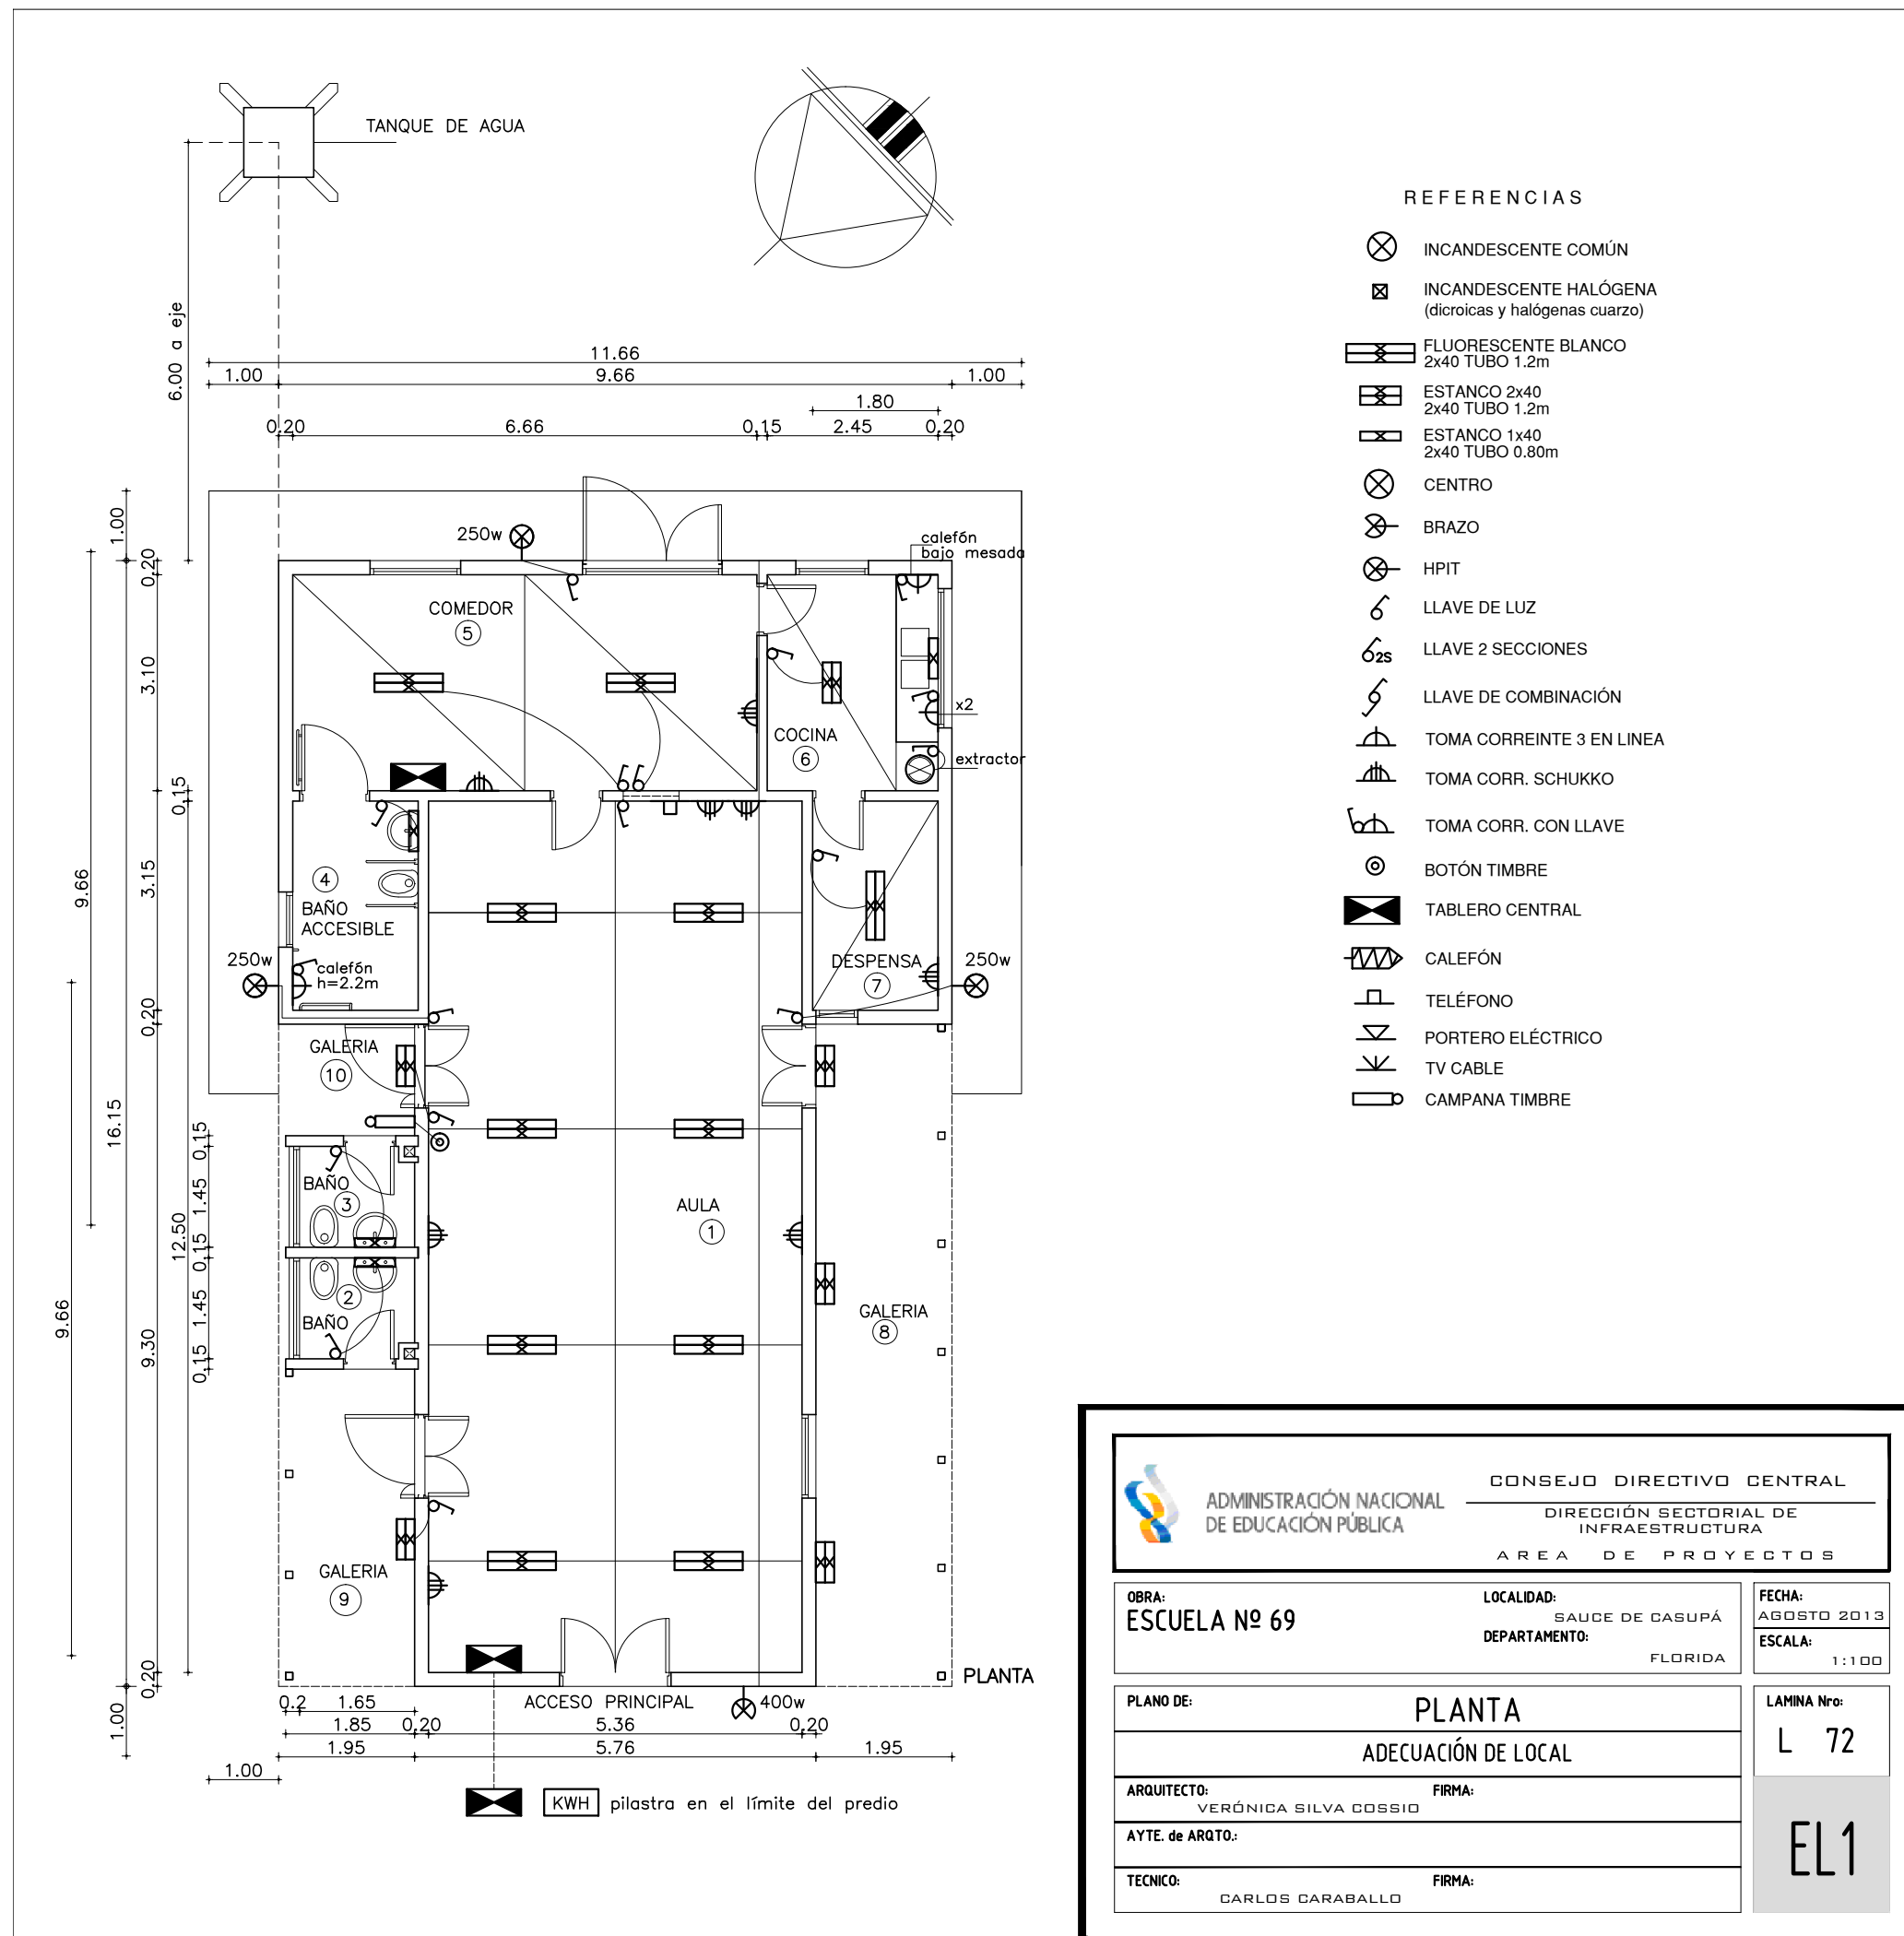 TANQUE DE AGUA
6.00 a eje
11.66
1.00
9.66
1.00
1.80
0.20
6.66
0.15
2.45
0.20
1.00
0.20
3.10
0.15
3.15
0.20
9.66
16.15
12.50
9.66
9.30
0.15
1.45
0.15
1.45
0.15
0.20
1.00
250w
calefón
bajo mesada
COMEDOR
5
COCINA
6
x2
extractor
4
BAÑO
ACCESIBLE
250w
calefón
h=2.2m
DESPENSA
7
250w
GALERIA
10
BAÑO
3
AULA
1
2
BAÑO
GALERIA
8
GALERIA
9
PLANTA
ACCESO PRINCIPAL
400w
0.2
1.65
1.85
0.20
5.36
0.20
1.95
5.76
1.95
1.00
KWH
pilastra en el límite del predio
REFERENCIAS
INCANDESCENTE COMÚN
INCANDESCENTE HALÓGENA
(dicroicas y halógenas cuarzo)
FLUORESCENTE BLANCO
2x40 TUBO 1.2m
ESTANCO 2x40
2x40 TUBO 1.2m
ESTANCO 1x40
2x40 TUBO 0.80m
CENTRO
BRAZO
HPIT
LLAVE DE LUZ
2S LLAVE 2 SECCIONES
LLAVE DE COMBINACIÓN
TOMA CORREINTE 3 EN LINEA
TOMA CORR. SCHUKKO
TOMA CORR. CON LLAVE
BOTÓN TIMBRE
TABLERO CENTRAL
CALEFÓN
TELÉFONO
PORTERO ELÉCTRICO
TV CABLE
CAMPANA TIMBRE
ADMINISTRACIÓN NACIONAL
DE EDUCACIÓN PÚBLICA
CONSEJO DIRECTIVO CENTRAL
DIRECCIÓN SECTORIAL DE
INFRAESTRUCTURA
AREA DE PROYECTOS
OBRA:
ESCUELA Nº 69
LOCALIDAD:
SAUCE DE CASUPÁ
DEPARTAMENTO:
FLORIDA
FECHA:
AGOSTO 2013
ESCALA:
1:100
PLANO DE:
PLANTA
ADECUACIÓN DE LOCAL
LAMINA Nro:
L 72
ARQUITECTO:
VERÓNICA SILVA COSSIO
FIRMA:
AYTE. de ARQTO.:
TECNICO:
CARLOS CARABALLO
FIRMA:
EL1